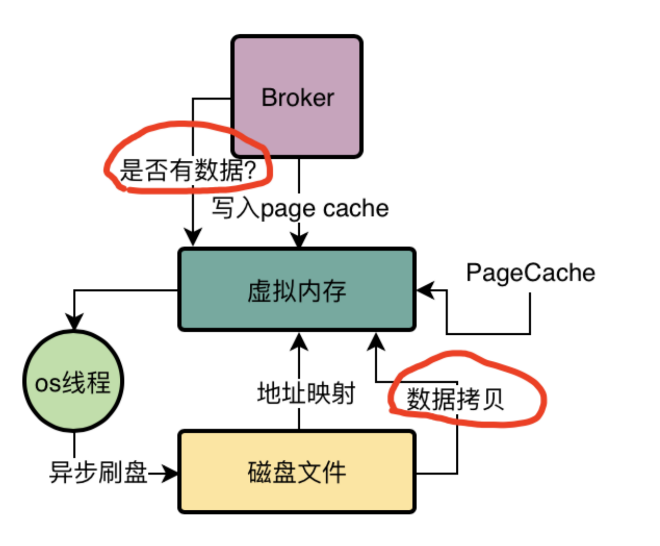 Broker
是否有数据?
写入page cache
PageCache
虚拟内存
os线程
地址映射
数据拷贝
异步刷盘
磁盘文件